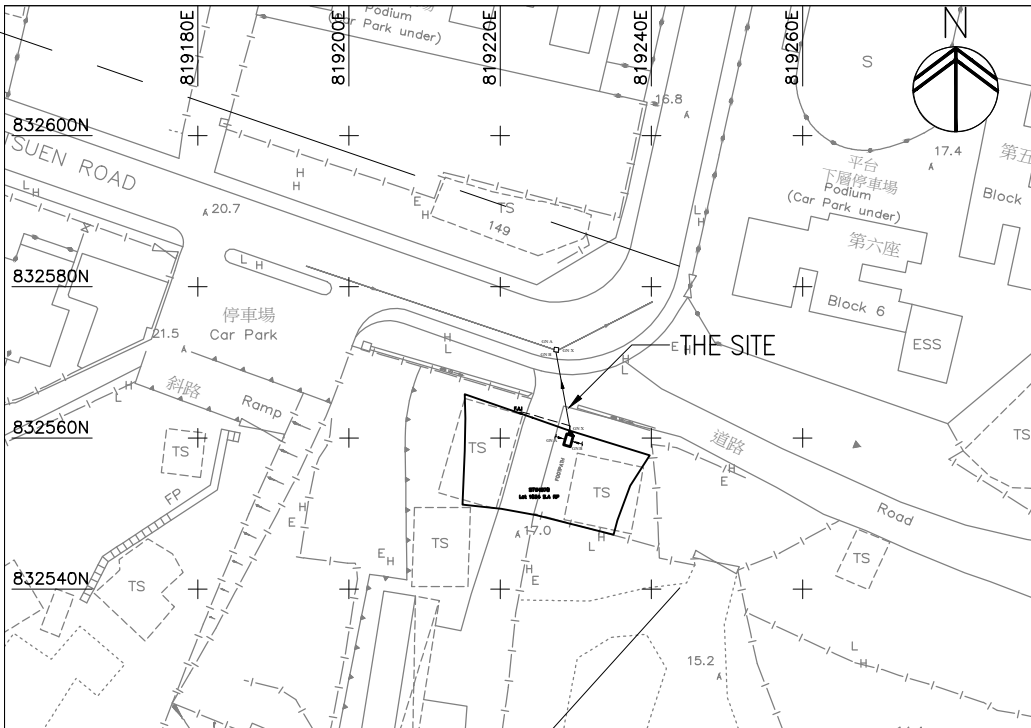 819180E
819200E
819220E
819240E
819260E
N
Podium
(Car Park under)
S
16.8
832600N
SUEN ROAD
17.4
平台
下層停車場
Podium
(Car Park under)
第五
Block
L H
H
H
E H
TS
149
L
H
20.7
第六座
832580N
L H
Block 6
停車場
Car Park
21.5
H
L
THE SITE
E H
H
L
ESS
斜路
Ramp
H
L
832560N
TS
TS
道路
TS
FP
FOOTPATH
TS
H
E
Road
17.0
H
L
H
E
TS
E H
H
E
TS
TS
832540N
15.2
L
H